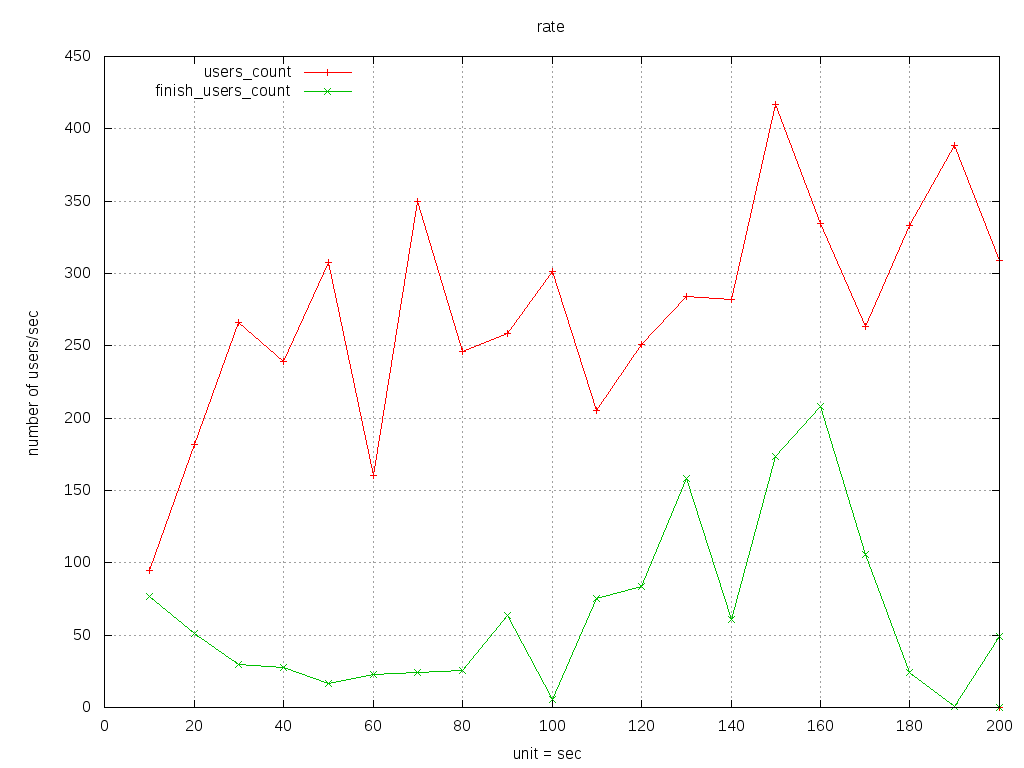 rate
450
400
350
300
250
200
150
100
50
0
users_count
finish_users_count
number of users/sec
0 20 40 60 80 100 120 140 160 180 200
unit = sec